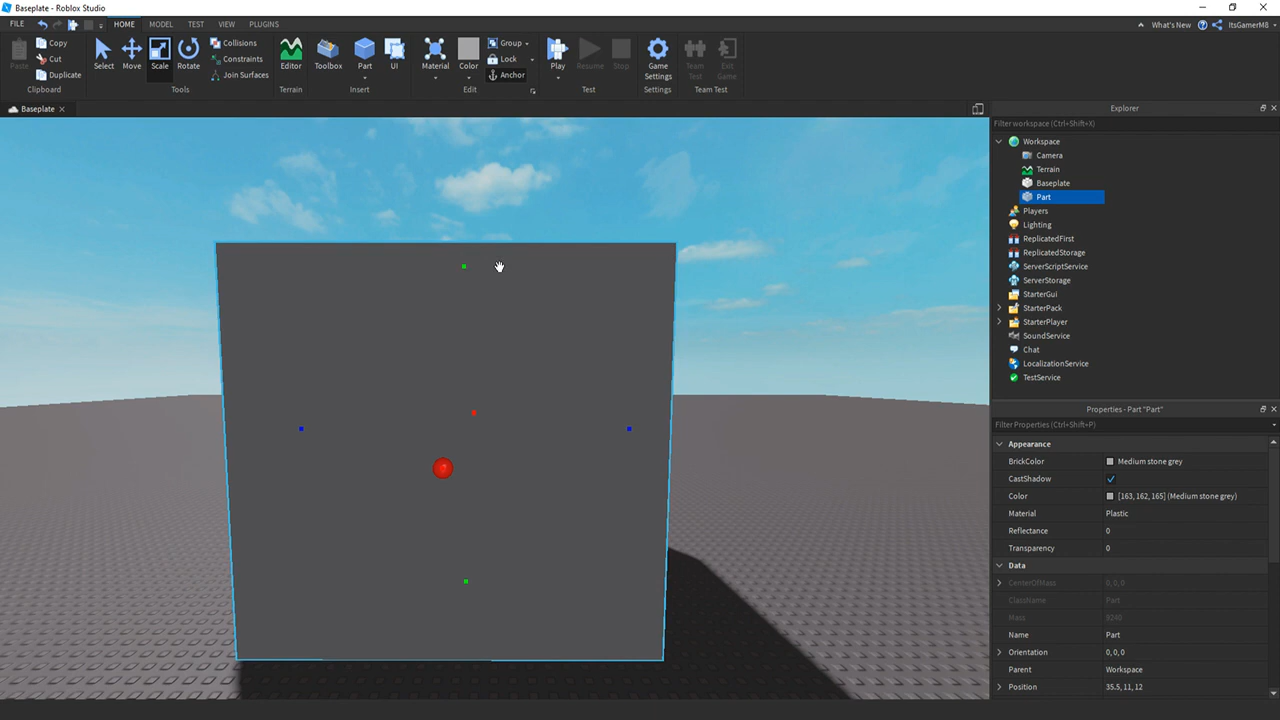 Baseplate - Roblox Studio
FILE HOME MODEL TEST VIEW PLUGINS
What's New ItsGamerM8
Paste Copy Cut Duplicate
Clipboard
Select Move Scale Rotate Collisions Constraints Join Surfaces
Tools
Editor
Terrain
Toolbox Part UI
Insert
Material Color Group Lock Anchor
Edit
Play Resume Stop
Test
Game Settings
Settings
Team Test Exit Game
Team Test
Baseplate
Explorer
Filter workspace (Ctrl+Shift+X)
Workspace
Camera
Terrain
Baseplate
Part
Players
Lighting
ReplicatedFirst
ReplicatedStorage
ServerScriptService
ServerStorage
StarterGui
StarterPack
StarterPlayer
SoundService
Chat
LocalizationService
TestService
Properties - Part "Part"
Filter Properties (Ctrl+Shift+P)
Appearance
BrickColor Medium stone grey
CastShadow
Color [163, 162, 165] (Medium stone grey)
Material Plastic
Reflectance 0
Transparency 0
Data
CenterOfMass 0, 0, 0
ClassName Part
Mass 9240
Name Part
Orientation 0, 0, 0
Parent Workspace
Position 35.5, 11, 12